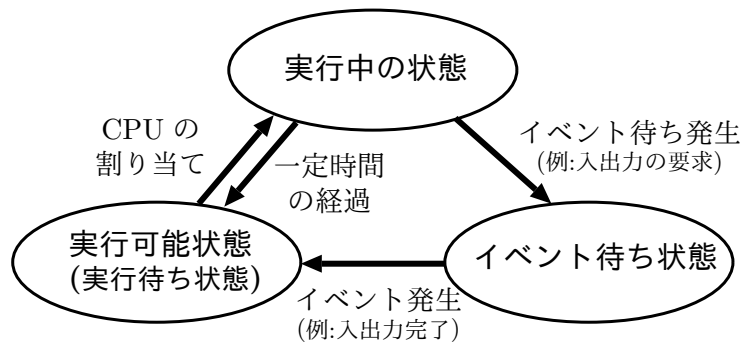 実行中の状態
CPU の
割り当て
一定時間
の経過
イベント待ち発生
(例:入出力の要求)
実行可能状態
(実行待ち状態)
イベント待ち状態
イベント発生
(例:入出力完了)